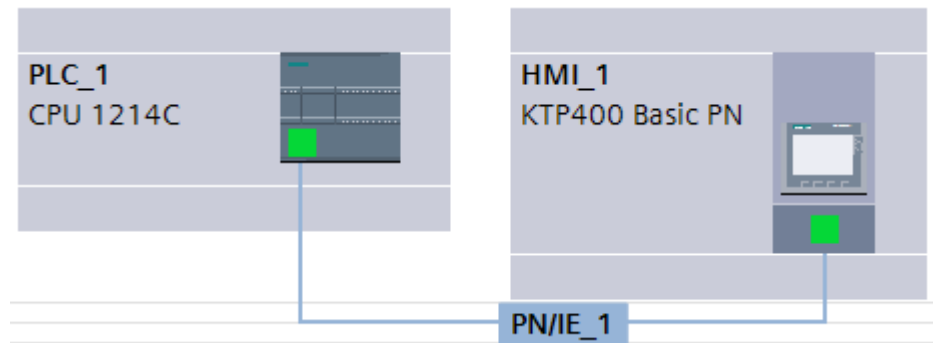 PLC_1
CPU 1214C
HMI_1
KTP400 Basic PN
PN/IE_1